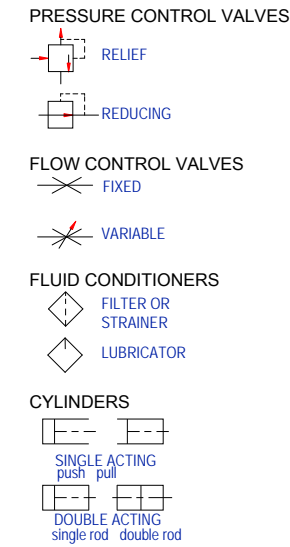 PRESSURE CONTROL VALVES
RELIEF
REDUCING
FLOW CONTROL VALVES
FIXED
VARIABLE
FLUID CONDITIONERS
FILTER OR
STRAINER
LUBRICATOR
CYLINDERS
SINGLE ACTING
push pull
DOUBLE ACTING
single rod double rod